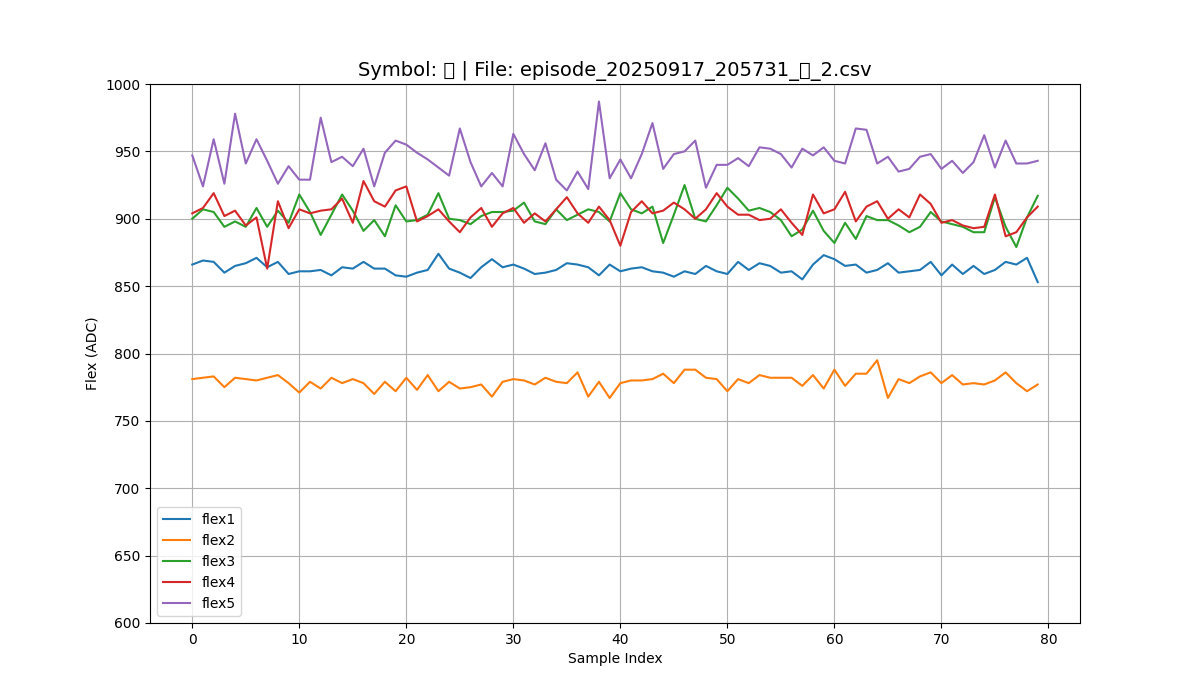 Symbol: | File: episode_20250917_205731_ _2.csv
1000
950
900
850
800
750
700
650
600
Flex (ADC)
flex1
flex2
flex3
flex4
flex5
0 10 20 30 40 50 60 70 80
Sample Index